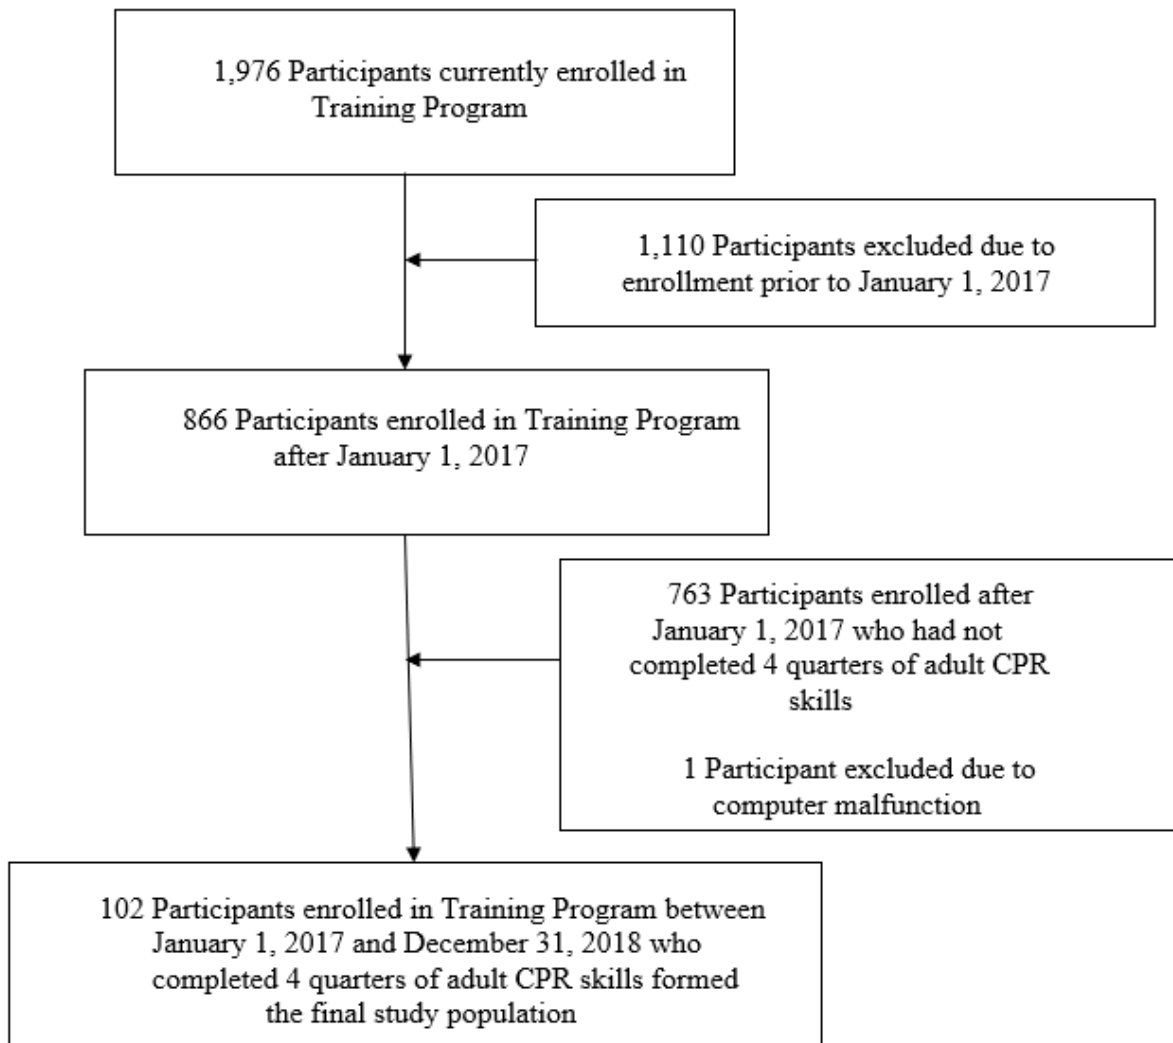 1,976 Participants currently enrolled in
Training Program
1,110 Participants excluded due to
enrollment prior to January 1, 2017
866 Participants enrolled in Training Program
after January 1, 2017
763 Participants enrolled after
January 1, 2017 who had not
completed 4 quarters of adult CPR
skills
1 Participant excluded due to
computer malfunction
102 Participants enrolled in Training Program between
January 1, 2017 and December 31, 2018 who
completed 4 quarters of adult CPR skills formed
the final study population